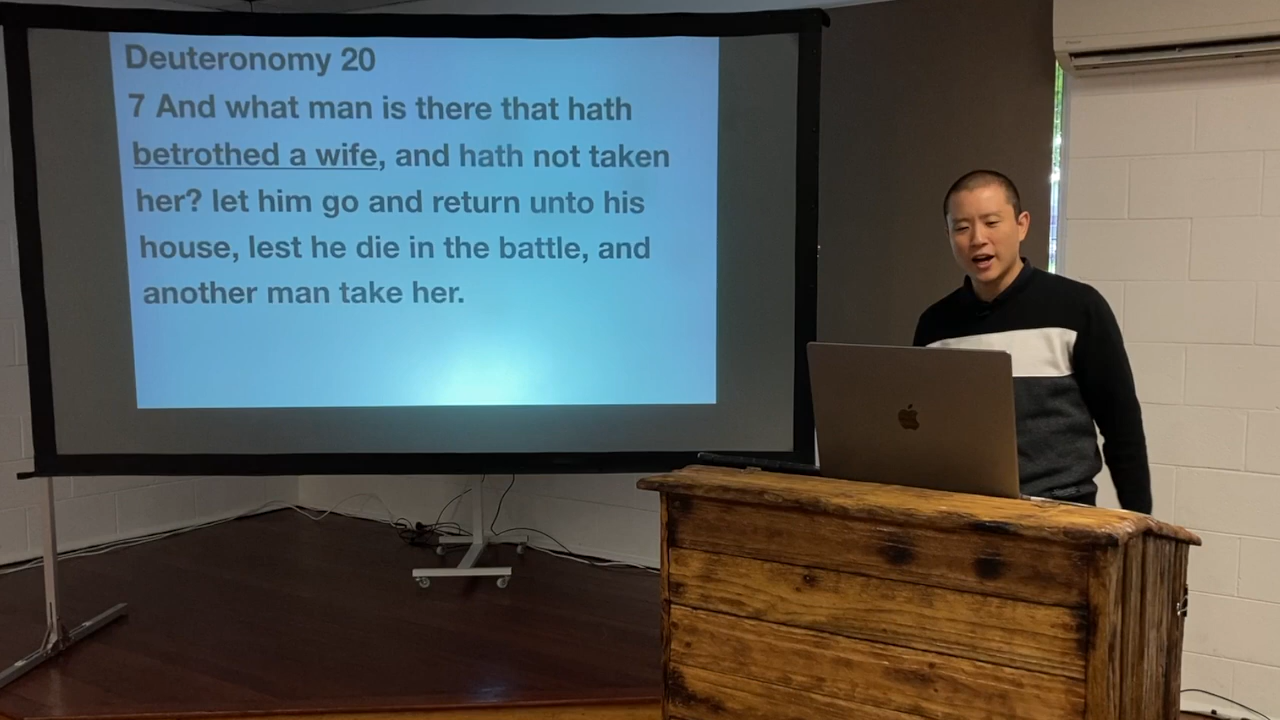 Deuteronomy 20
7 And what man is there that hath
betrothed a wife, and hath not taken
her? let him go and return unto his
house, lest he die in the battle, and
another man take her.